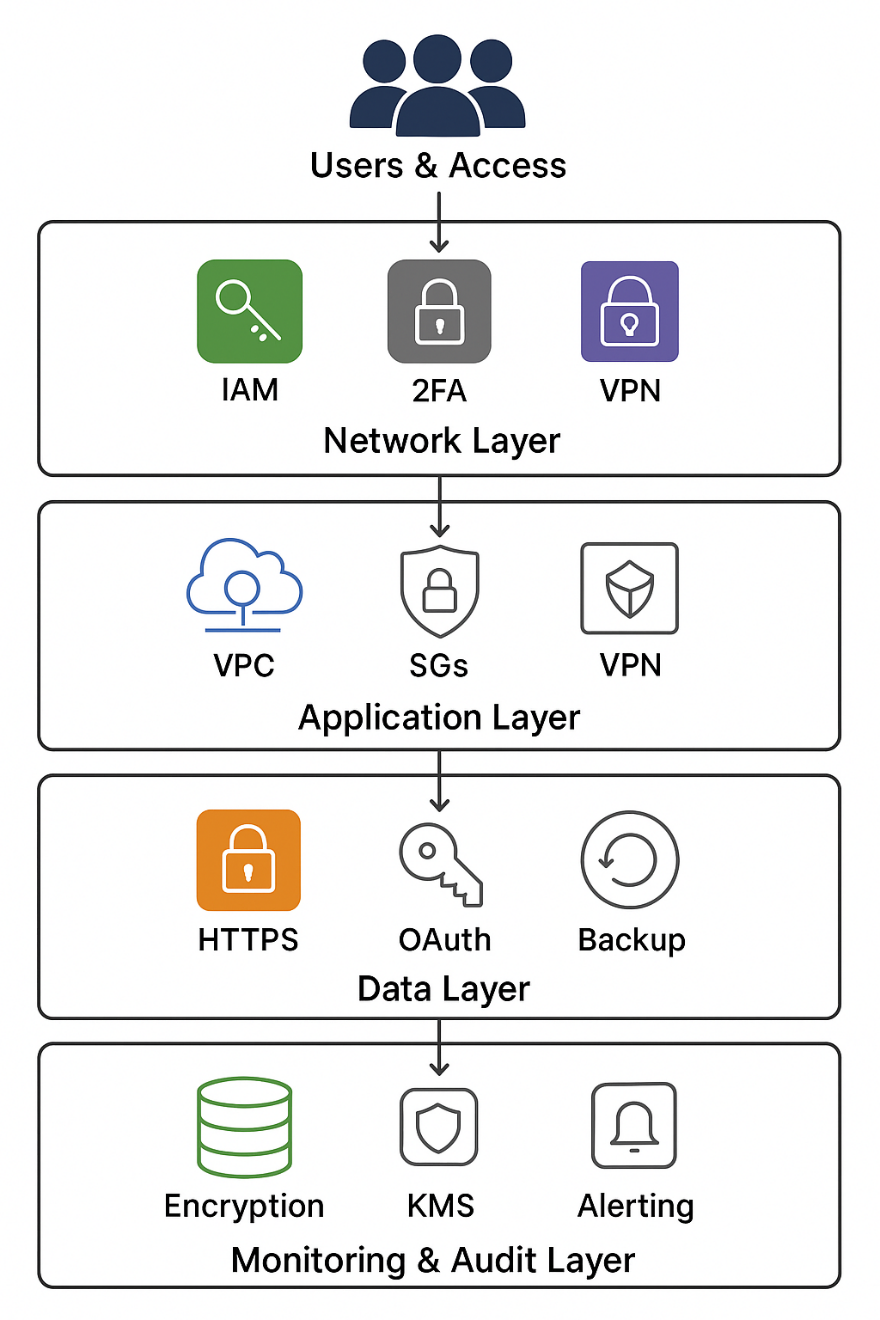 Users & Access
IAM
2FA
VPN
Network Layer
VPC
SGs
VPN
Application Layer
HTTPS
OAuth
Backup
Data Layer
Encryption
KMS
Alerting
Monitoring & Audit Layer